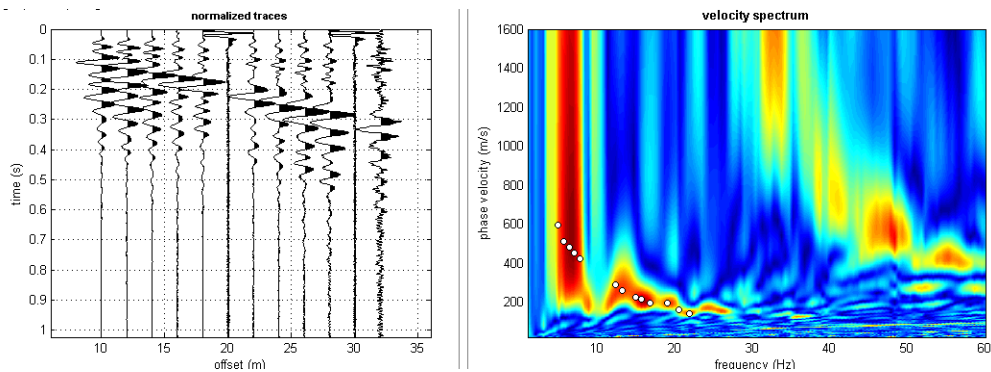 normalized traces
0
0.1
0.2
0.3
0.4
0.5
0.6
0.7
0.8
0.9
1
time (s)
10 15 20 25 30 35
offset (m)
velocity spectrum
1600
1400
1200
1000
800
600
400
200
phase velocity (m/s)
10 20 30 40 50 60
frequency (Hz)